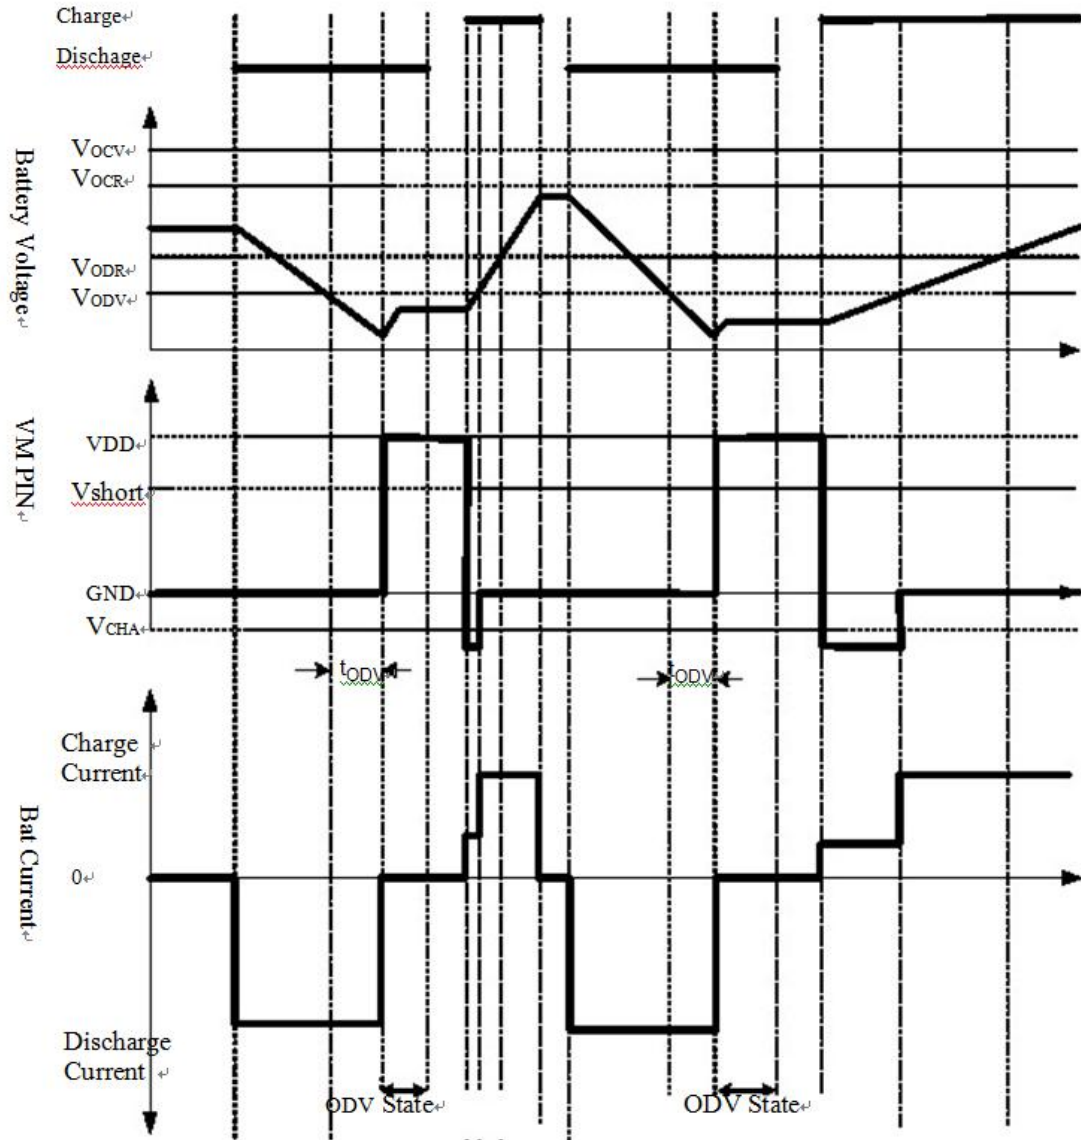 Charge
Dischage
Battery Voltage
VOCV
VOCR
VODR
VODV
VM PIN
VDD
Vshort
GND
VCHA
tODV
tODV
Bat Current
Charge
Current
0
Discharge
Current
ODV State
ODV State